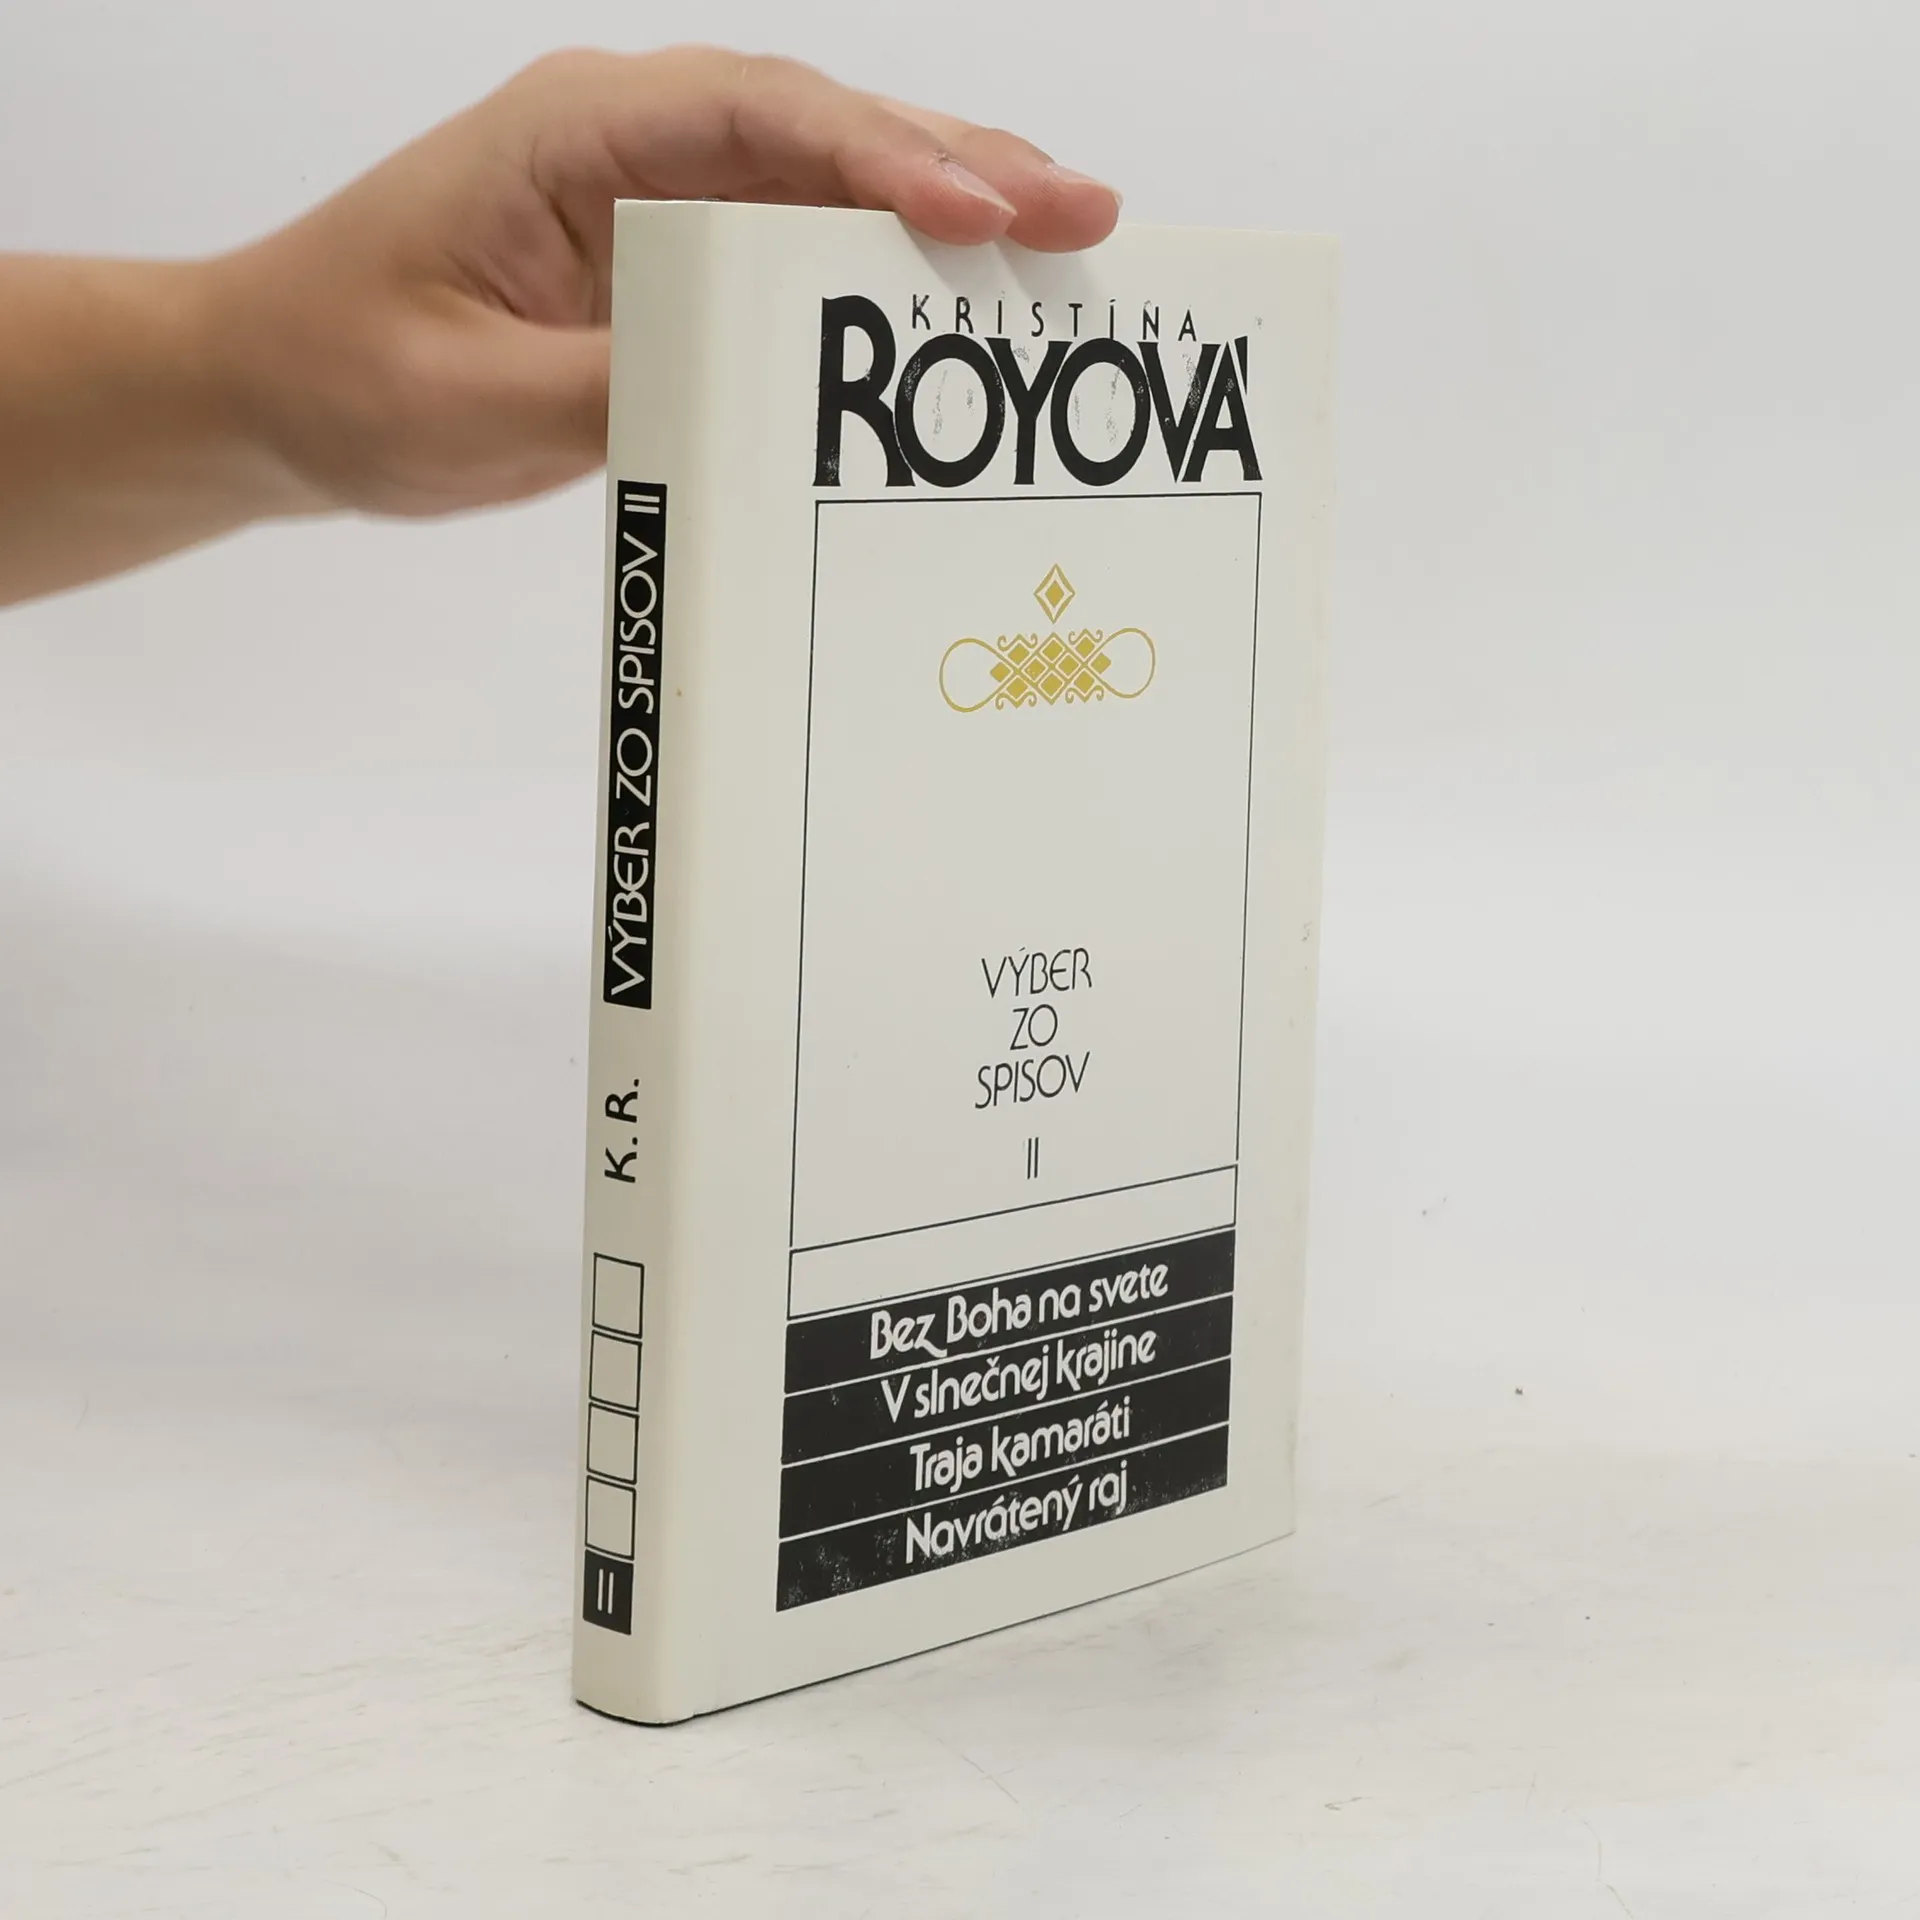 KRISTÍNA
ROYOVÁ
VÝBER
ZO
SPISOV
II
Bez Boha na svete
V slnečnej krajine
Traja kamaráti
Navrátený raj
II K. R. VÝBER ZO SPISOV II